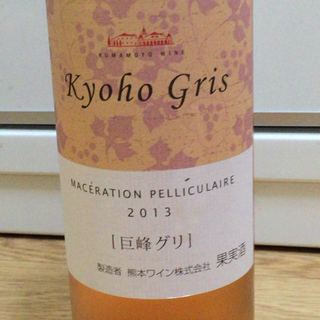 KUMAMOTO WINE
Kyoho Gris
MACÉRATION PELLICULAIRE
2013
[巨峰グリ]
製造者 熊本ワイン株式会社 果実酒